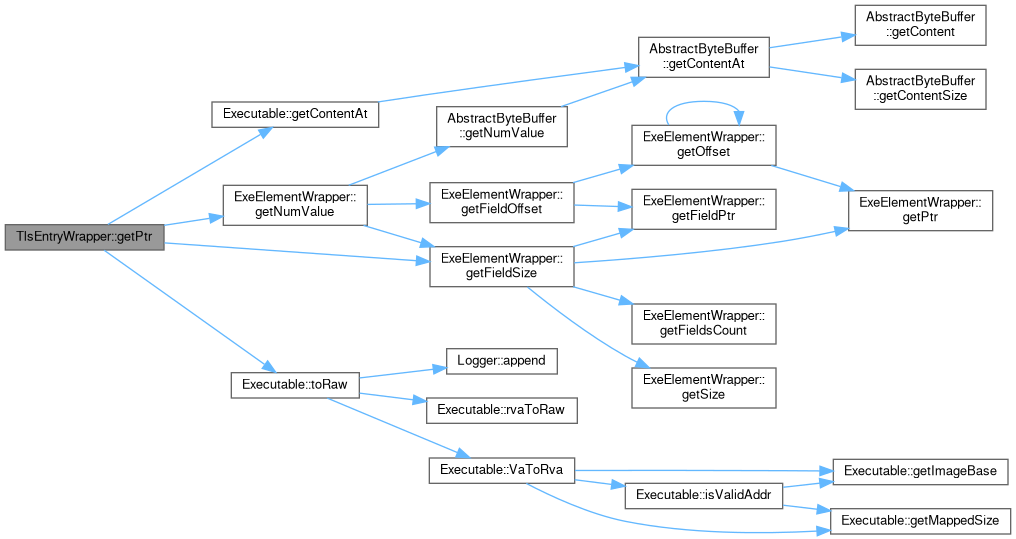 AbstractByteBuffer
::getContent
AbstractByteBuffer
::getContentAt
AbstractByteBuffer
::getContentSize
Executable::getContentAt
AbstractByteBuffer
::getNumValue
ExeElementWrapper::
getOffset
ExeElementWrapper::
getNumValue
ExeElementWrapper::
getFieldOffset
ExeElementWrapper::
getFieldPtr
ExeElementWrapper::
getPtr
TlsEntryWrapper::getPtr
ExeElementWrapper::
getFieldSize
ExeElementWrapper::
getFieldsCount
Logger::append
ExeElementWrapper::
getSize
Executable::toRaw
Executable::rvaToRaw
Executable::VaToRva
Executable::getImageBase
Executable::isValidAddr
Executable::getMappedSize